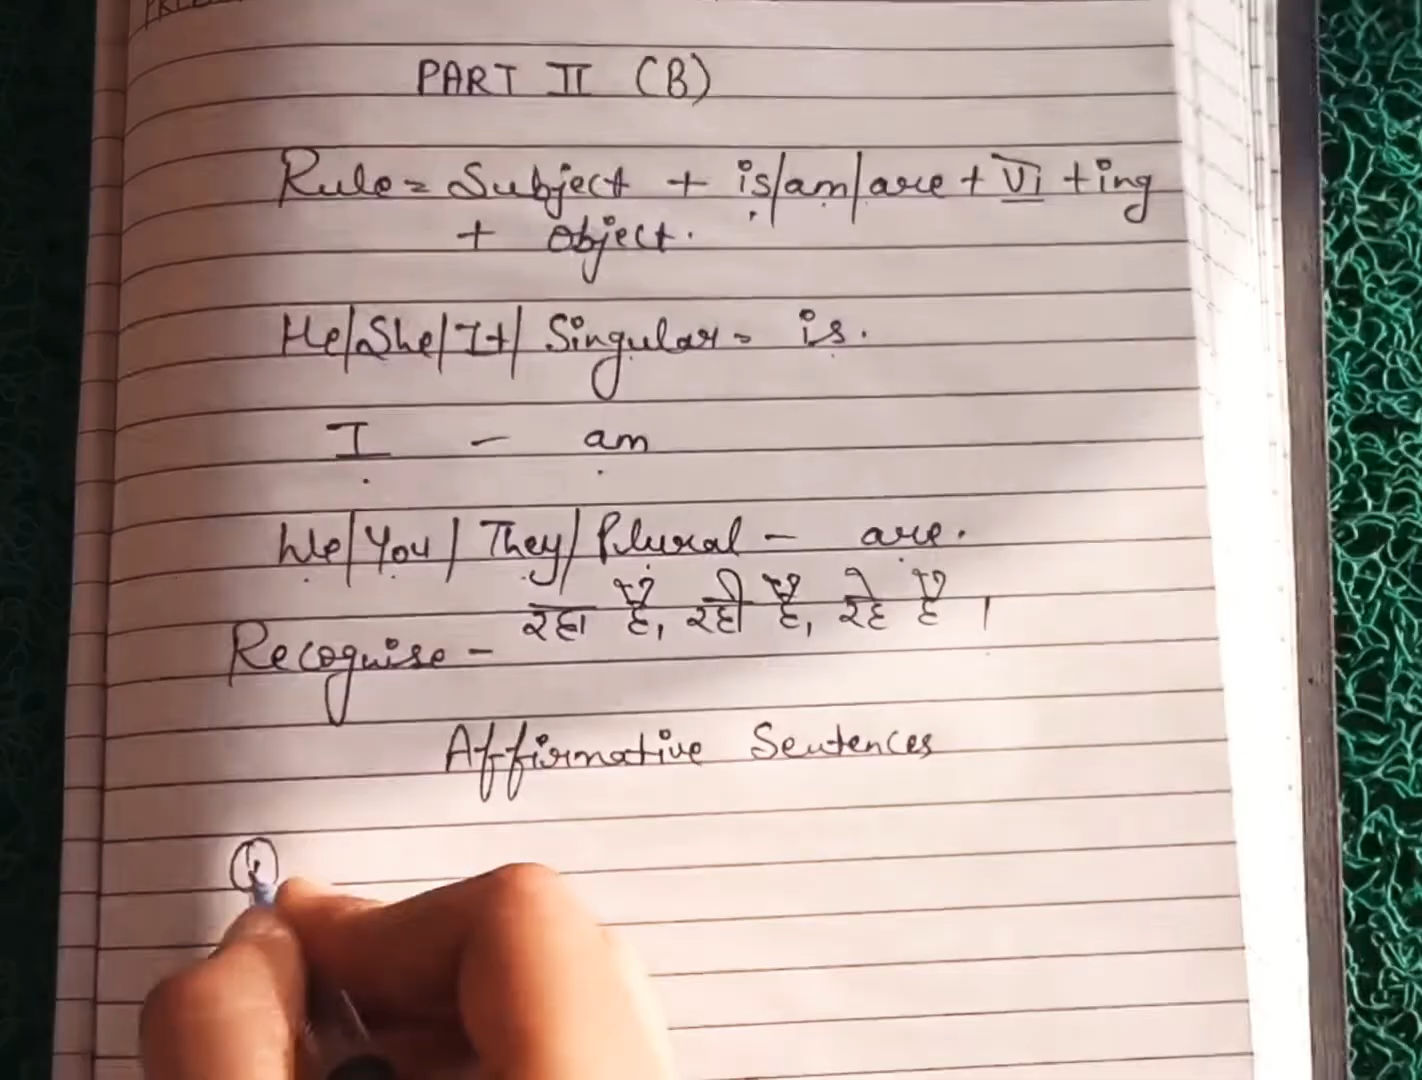 PART II (B)
Rule = Subject + is/am/are + V1 + ing
+ object.
He/She/It/Singular - is.
I - am
We/You/They/Plural - are.
रहा है, रही है, रहे हैं।
Recognise -
Affirmative Sentences